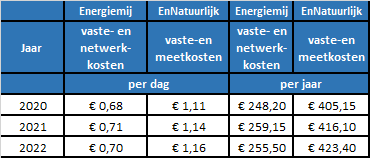 Energiemij EnNatuurlijk Energiemij EnNatuurlijk
Jaar vaste- en netwerk-kosten vaste-en meetkosten vaste- en netwerk-kosten vaste-en meetkosten
per dag per jaar
2020 € 0,68 € 1,11 € 248,20 € 405,15
2021 € 0,71 € 1,14 € 259,15 € 416,10
2022 € 0,70 € 1,16 € 255,50 € 423,40